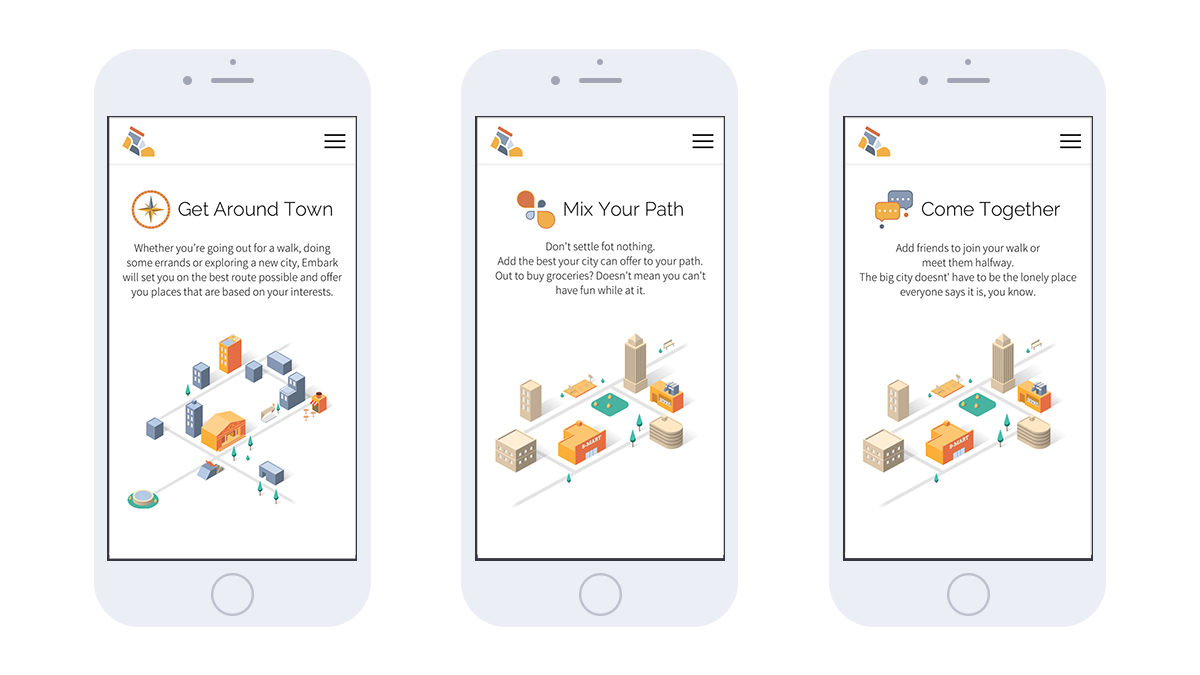 Get Around Town
Whether you're going out for a walk, doing
some errands or exploring a new city, Embark
will set you on the best route possible and offer
you places that are based on your interests.
Mix Your Path
Don't settle fot nothing.
Add the best your city can offer to your path.
Out to buy groceries? Doesn't mean you can't
have fun while at it.
B-MART
Come Together
Add friends to join your walk or
meet them halfway.
The big city doesnt' have to be the lonely place
everyone says it is, you know.
B-MART